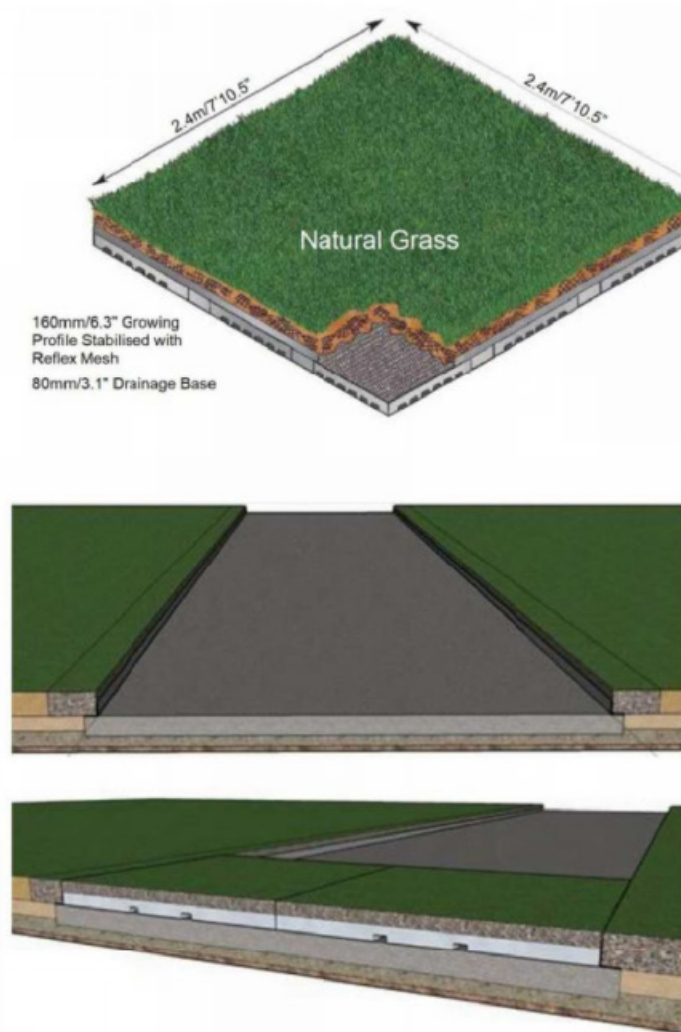 2.4m/7'10.5"
2.4m/7'10.5"
Natural Grass
160mm/6.3" Growing
Profile Stabilised with
Reflex Mesh
80mm/3.1" Drainage Base